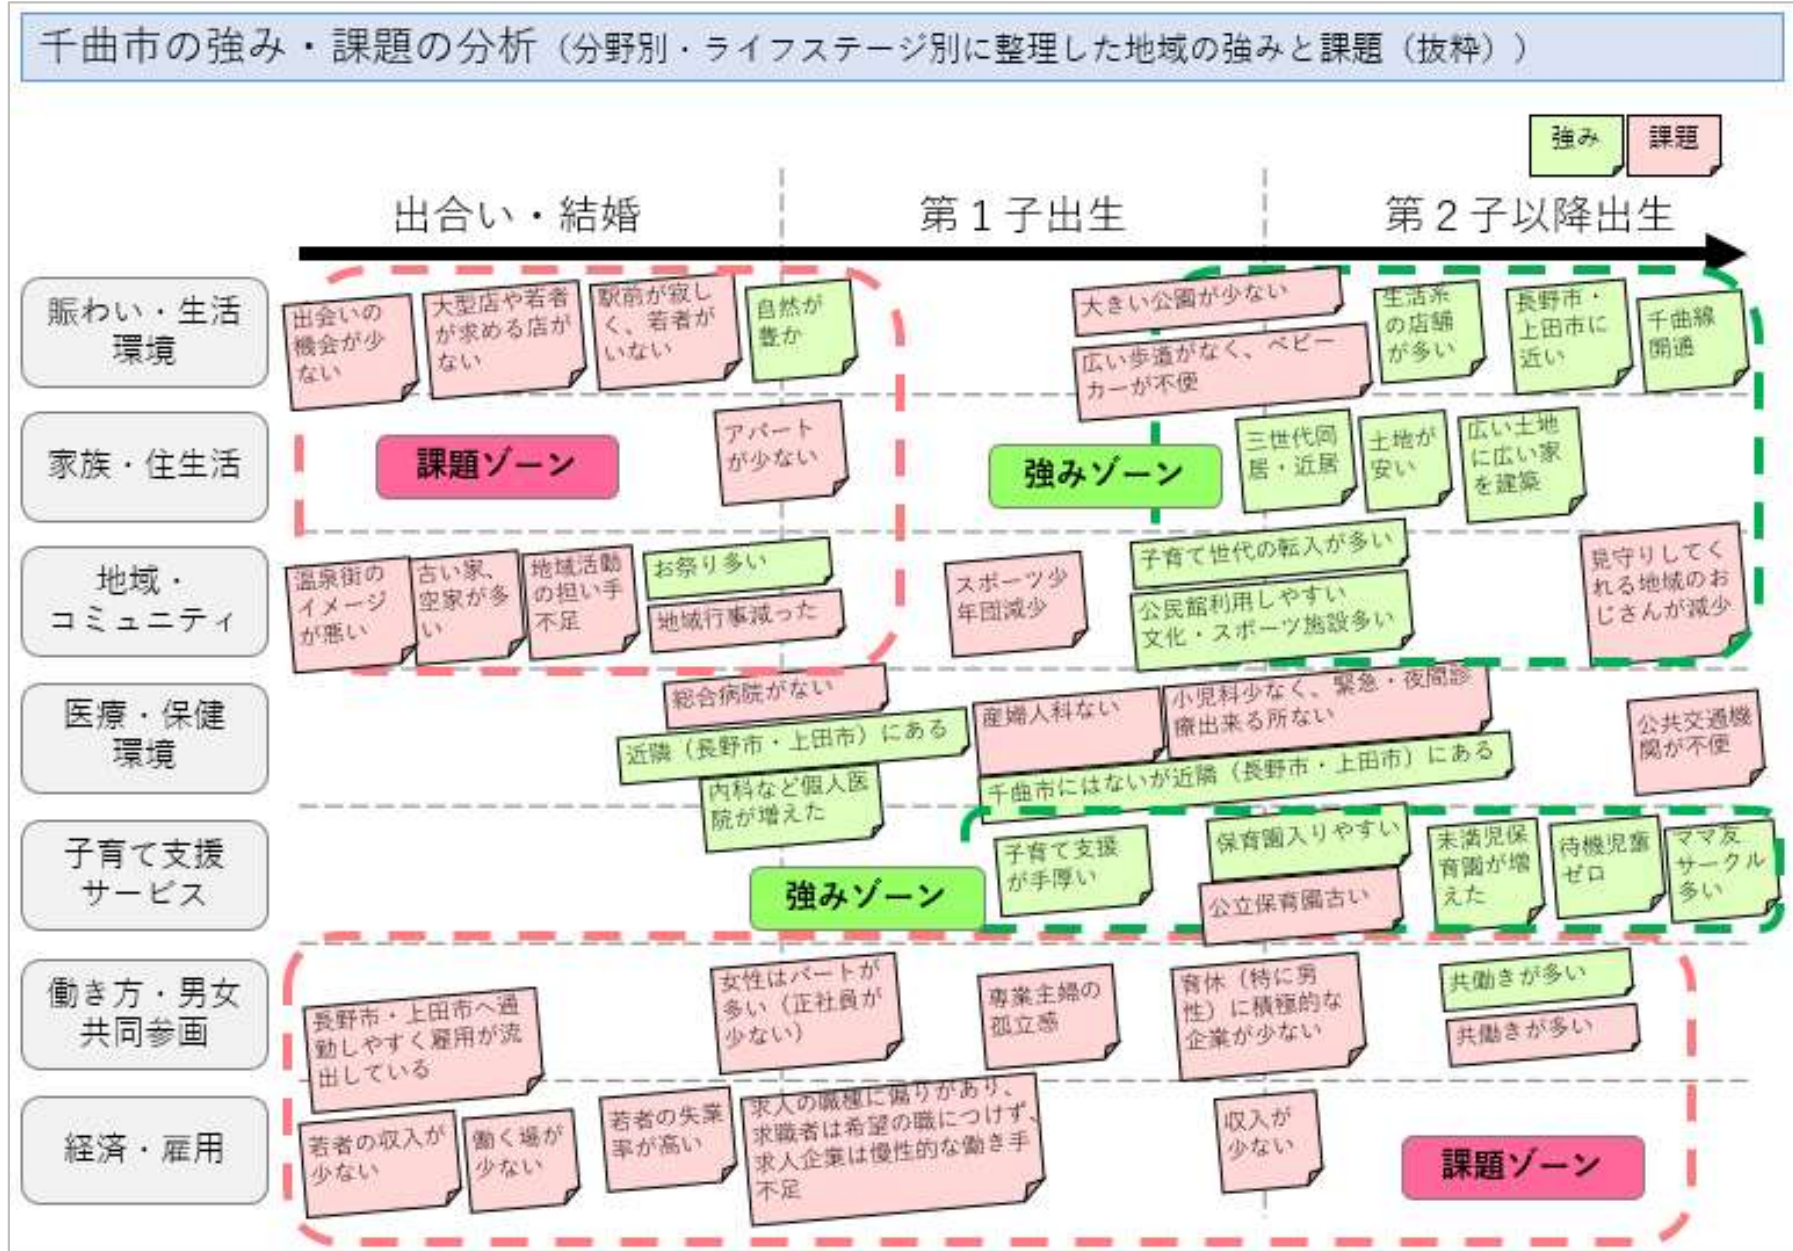 千曲市の強み・課題の分析（分野別・ライフステージ別に整理した地域の強みと課題（抜粋））
強み
課題
出合い・結婚
第1子出生
第2子以降出生
賑わい・生活
環境
出会いの
機会が少
ない
大型店や若者
が求める店が
ない
駅前が寂し
く、若者が
いない
自然が
豊か
大きい公園が少ない
広い歩道がなく、ベビー
カーが不便
生活系
の店舗
が多い
長野市・
上田市に
近い
千曲線
開通
家族・住生活
課題ゾーン
アパート
が少ない
強みゾーン
三世代同
居・近居
土地が
安い
広い土地
に広い家
を建築
地域・
コミュニティ
温泉街の
イメージ
が悪い
古い家、
空家が多
い
地域活動
の担い手
不足
お祭り多い
地域行事減った
スポーツ少
年団減少
子育て世代の転入が多い
公民館利用しやすい
文化・スポーツ施設多い
見守りしてく
れる地域のお
じさんが減少
医療・保健
環境
総合病院がない
近隣（長野市・上田市）にある
内科など個人医
院が増えた
産婦人科ない
小児科少なく、緊急・夜間診
療出来る所ない
千曲市にはないが近隣（長野市・上田市）にある
公共交通機
関が不便
子育て支援
サービス
強みゾーン
子育て支援
が手厚い
保育園入りやすい
公立保育園古い
未満児保
育園が増
えた
待機児童
ゼロ
ママ友
サークル
多い
働き方・男女
共同参画
長野市・上田市へ通
勤しやすく雇用が流
出している
女性はパートが
多い（正社員が
少ない）
専業主婦の
孤立感
育休（特に男
性）に積極的な
企業が少ない
共働きが多い
共働きが多い
経済・雇用
若者の収入が
少ない
働く場が
少ない
若者の失業
率が高い
求人の職種に偏りがあり、
求職者は希望の職につけず、
求人企業は慢性的な働き手
不足
収入が
少ない
課題ゾーン